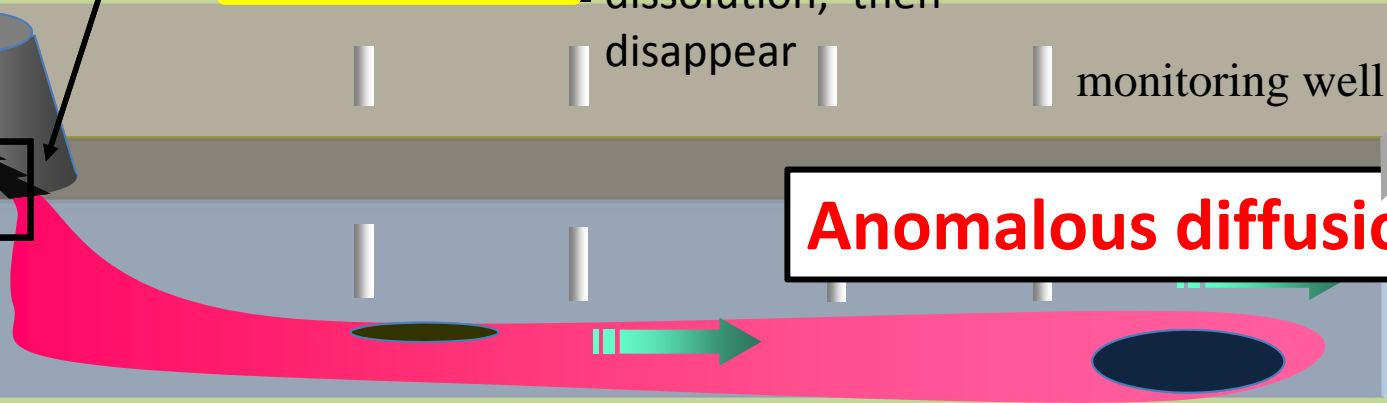 dissolution, then
disappear
monitoring well
Anomalous diffusio